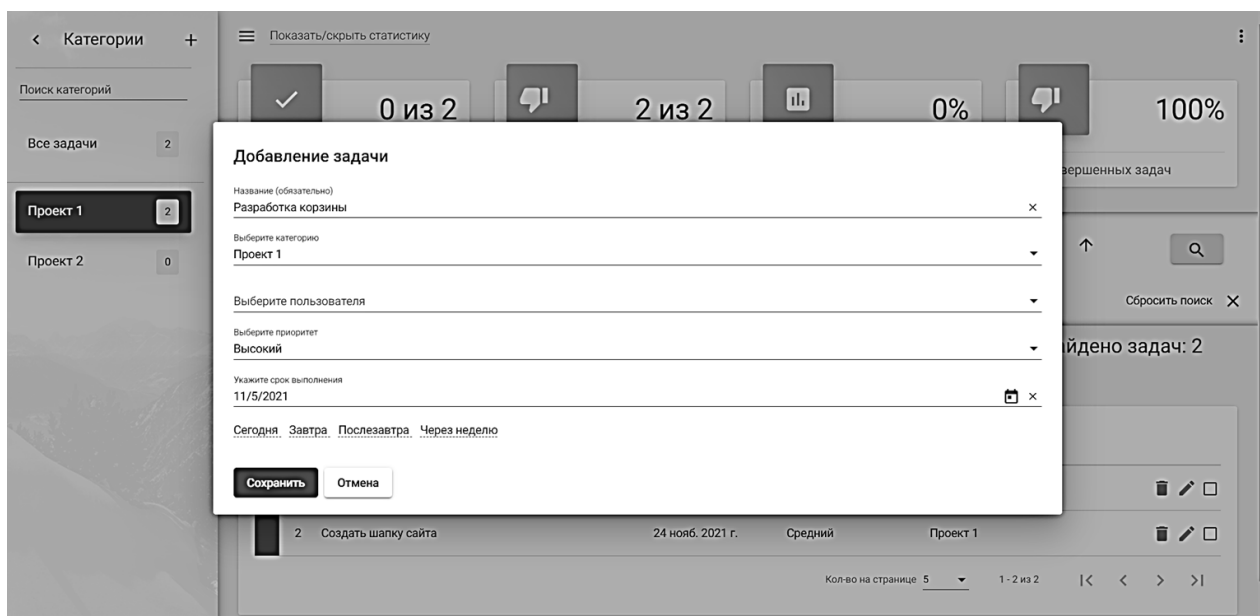 Категории
Показать/скрыть статистику
Поиск категорий
0 из 2
2 из 2
0%
100%
Все задачи 2
Проект 1 2
Проект 2 0
Добавление задачи
Название (обязательно)
Разработка корзины
Выберите категорию
Проект 1
Выберите пользователя
Выберите приоритет
Высокий
Укажите срок выполнения
11/5/2021
Сегодня Завтра Послезавтра Через неделю
Сохранить Отмена
задач
Сбросить поиск
задач: 2
2 Создать шапку сайта 24 нояб. 2021 г. Средний Проект 1
Кол-во на странице 5 1 - 2 из 2